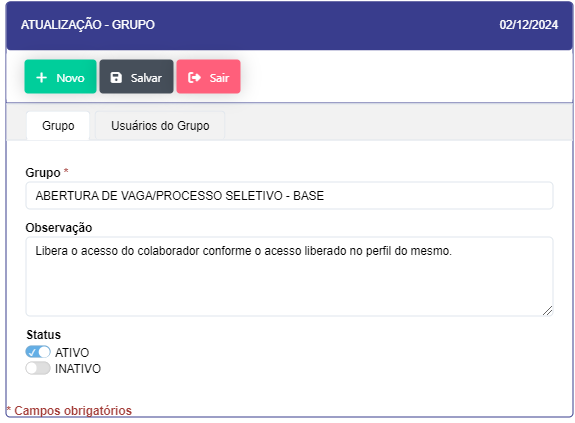 ATUALIZAÇÃO - GRUPO 02/12/2024
Novo Salvar Sair
Grupo Usuários do Grupo
Grupo *
ABERTURA DE VAGA/PROCESSO SELETIVO - BASE
Observação
Libera o acesso do colaborador conforme o acesso liberado no perfil do mesmo.
Status
ATIVO
INATIVO
* Campos obrigatórios